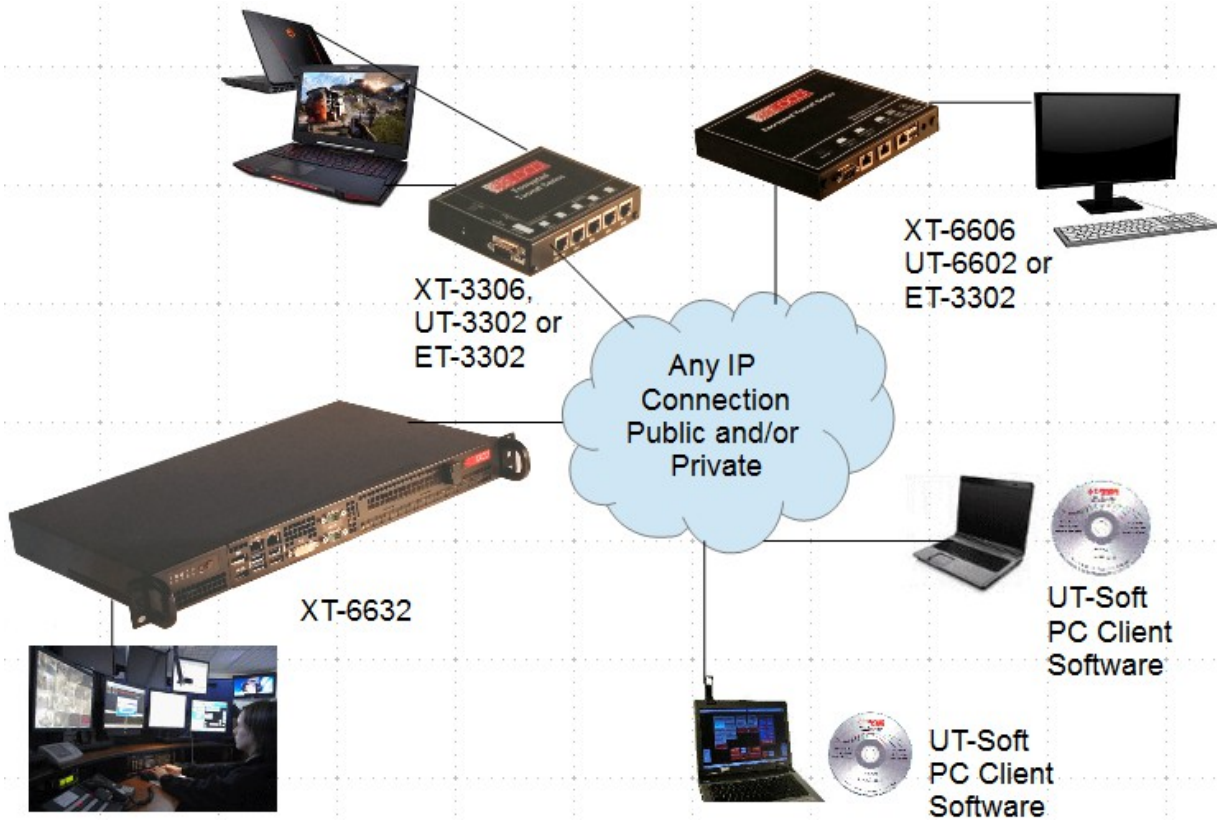 XT-3306,
UT-3302 or
ET-3302
XT-6606
UT-6602 or
ET-3302
Any IP
Connection
Public and/or
Private
XT-6632
UT-Soft
PC Client
Software
UT-Soft
PC Client
Software